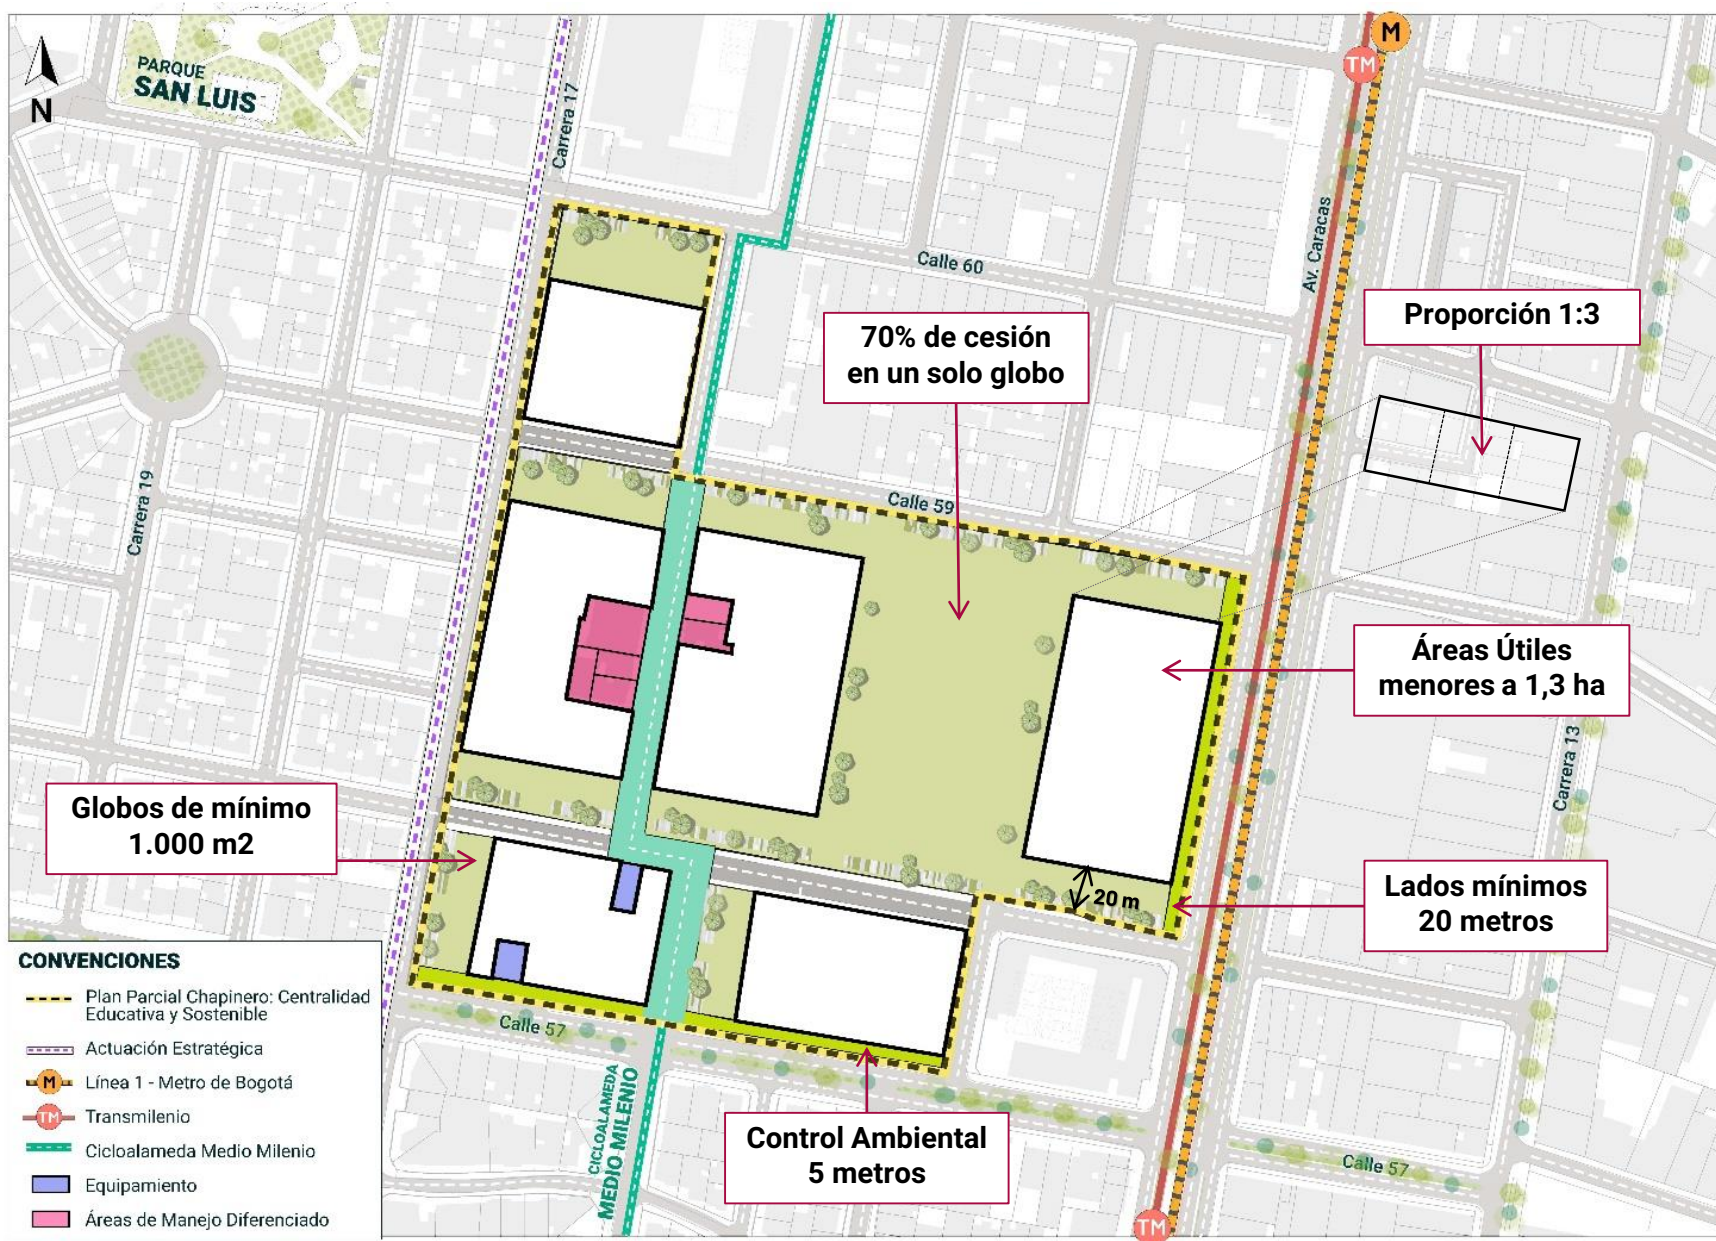 PARQUE
SAN LUIS
N
Carrera 17
M
TM
Av. Caracas
Calle 60
Proporción 1:3
70% de cesión
en un solo globo
Calle 59
Carrera 19
Áreas Útiles
menores a 1,3 ha
Carrera 13
Globos de mínimo
1.000 m2
20 m
Lados mínimos
20 metros
CONVENCIONES
Plan Parcial Chapinero: Centralidad
Educativa y Sostenible
Actuación Estratégica
M Línea 1 - Metro de Bogotá
TM Transmilenio
Cicloalameda Medio Milenio
Equipamiento
Áreas de Manejo Diferenciado
Calle 57
CICLOALAMEDA
MEDIO MILENIO
Control Ambiental
5 metros
Calle 57
TM